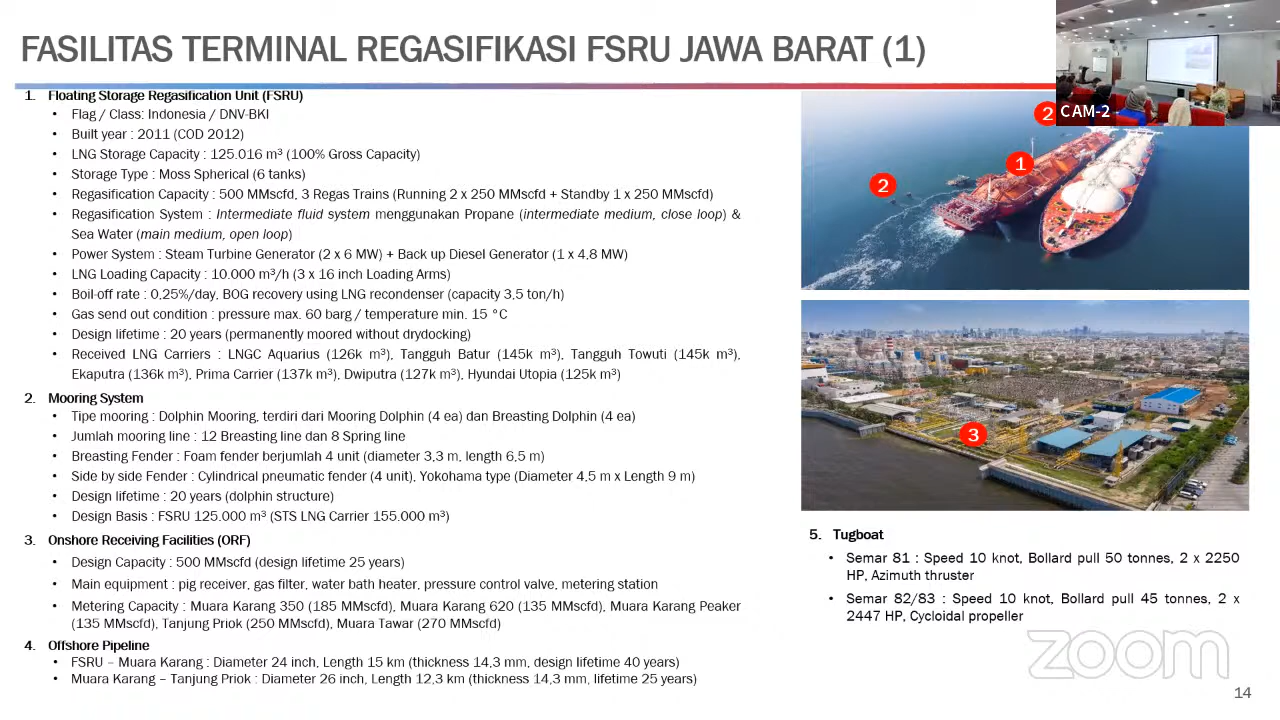 FASILITAS TERMINAL REGASIFIKASI FSRU JAWA BARAT (1)
CAM-2
1. Floating Storage Regasification Unit (FSRU)
• Flag / Class: Indonesia / DNV-BKI
• Built year : 2011 (COD 2012)
• LNG Storage Capacity : 125.016 m³ (100% Gross Capacity)
• Storage Type : Moss Spherical (6 tanks)
• Regasification Capacity : 500 MMscfd, 3 Regas Trains (Running 2 x 250 MMscfd + Standby 1 x 250 MMscfd)
• Regasification System : Intermediate fluid system menggunakan Propane (intermediate medium, close loop) &
Sea Water (main medium, open loop)
• Power System : Steam Turbine Generator (2 x 6 MW) + Back up Diesel Generator (1 x 4,8 MW)
• LNG Loading Capacity : 10.000 m³/h (3 x 16 inch Loading Arms)
• Boil-off rate : 0,25%/day, BOG recovery using LNG recondenser (capacity 3,5 ton/h)
• Gas send out condition : pressure max. 60 barg / temperature min. 15 °C
• Design lifetime : 20 years (permanently moored without drydocking)
• Received LNG Carriers : LNGC Aquarius (126k m³), Tangguh Batur (145k m³), Tangguh Towuti (145k m³),
Ekaputra (136k m³), Prima Carrier (137k m³), Dwiputra (127k m³), Hyundai Utopia (125k m³)
2. Mooring System
• Tipe mooring : Dolphin Mooring, terdiri dari Mooring Dolphin (4 ea) dan Breasting Dolphin (4 ea)
• Jumlah mooring line : 12 Breasting line dan 8 Spring line
• Breasting Fender : Foam fender berjumlah 4 unit (diameter 3,3 m, length 6,5 m)
• Side by side Fender : Cylindrical pneumatic fender (4 unit), Yokohama type (Diameter 4,5 m x Length 9 m)
• Design lifetime : 20 years (dolphin structure)
• Design Basis : FSRU 125.000 m³ (STS LNG Carrier 155.000 m³)
3. Onshore Receiving Facilities (ORF)
• Design Capacity : 500 MMscfd (design lifetime 25 years)
• Main equipment : pig receiver, gas filter, water bath heater, pressure control valve, metering station
• Metering Capacity : Muara Karang 350 (185 MMscfd), Muara Karang 620 (135 MMscfd), Muara Karang Peaker
(135 MMscfd), Tanjung Priok (250 MMscfd), Muara Tawar (270 MMscfd)
4. Offshore Pipeline
• FSRU – Muara Karang : Diameter 24 inch, Length 15 km (thickness 14,3 mm, design lifetime 40 years)
• Muara Karang – Tanjung Priok : Diameter 26 inch, Length 12,3 km (thickness 14,3 mm, lifetime 25 years)
2
1
2
3
5. Tugboat
• Semar 81 : Speed 10 knot, Bollard pull 50 tonnes, 2 x 2250
HP, Azimuth thruster
• Semar 82/83 : Speed 10 knot, Bollard pull 45 tonnes, 2 x
2447 HP, Cycloidal propeller
zoom
14